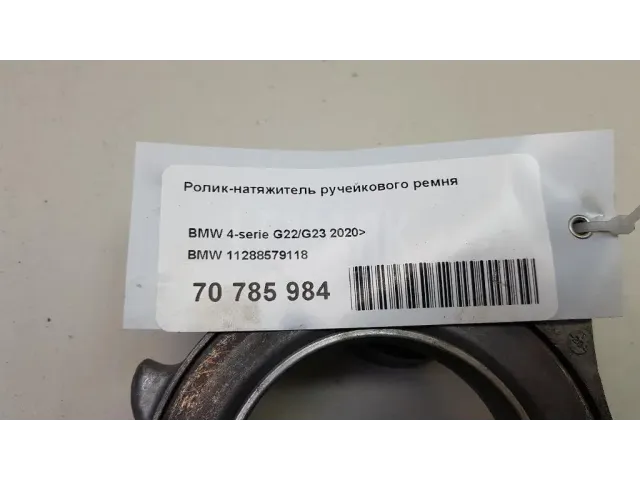 Ролик-натяжитель ручейкового ремня
BMW 4-serie G22/G23 2020>
BMW 11288579118
70 785 984